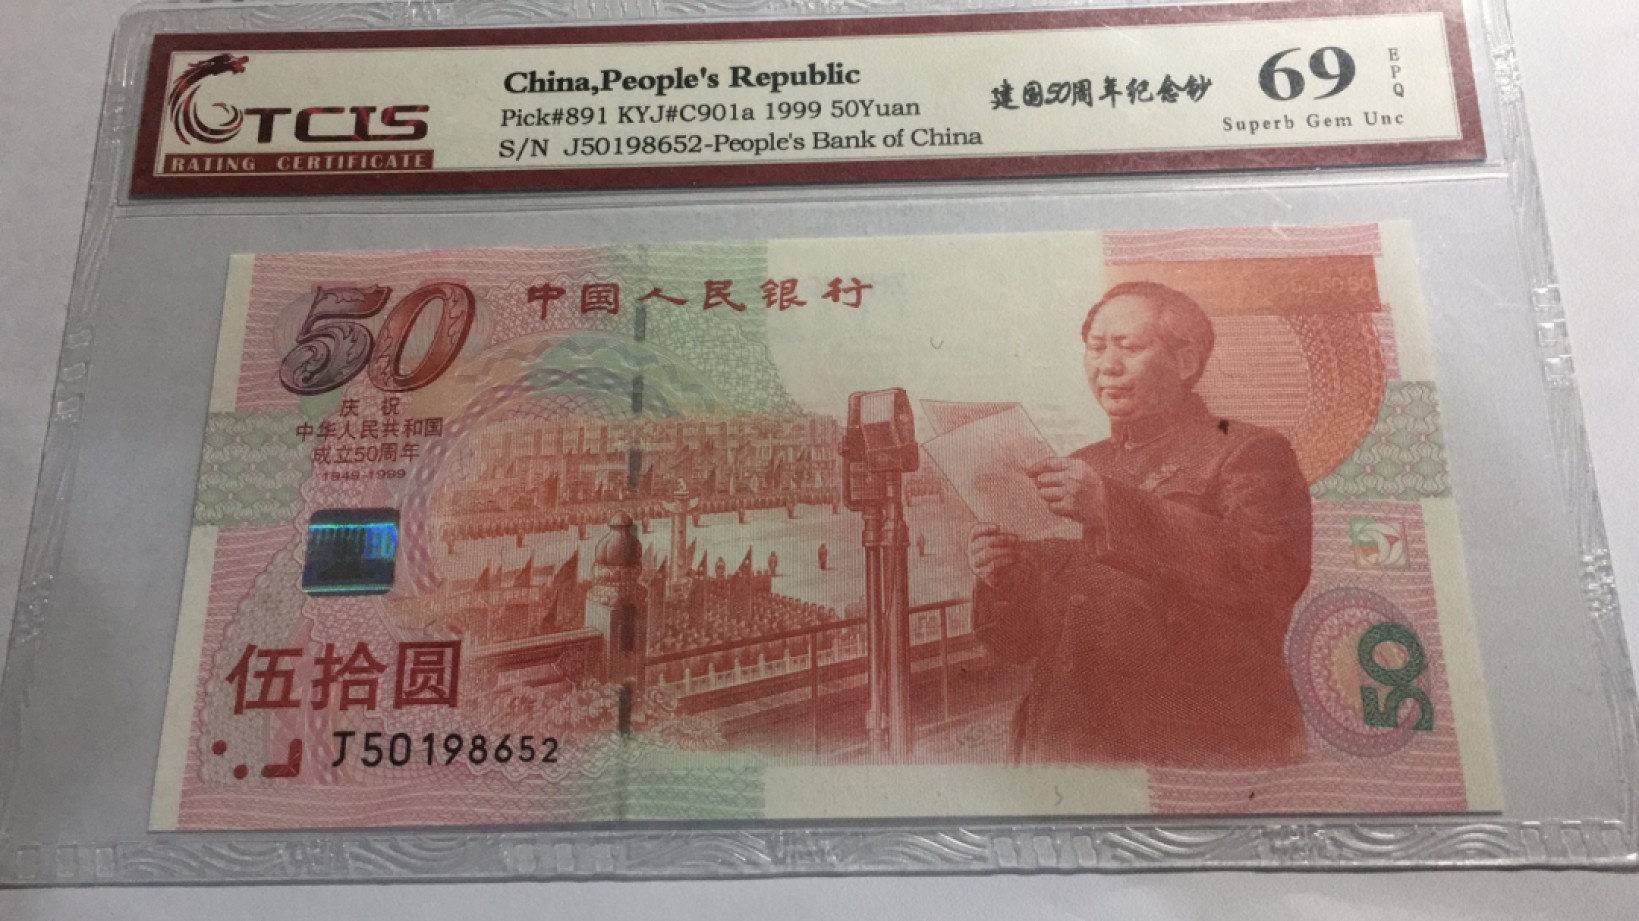 TCIS
RATING CERTIFICATE
China,People's Republic
Pick#891 KYJ#C901a 1999 50Yuan
S/N J50198652-People's Bank of China
建国50周年纪念钞
69
EPQ
Superb Gem Unc
50
中国人民银行
庆祝
中华人民共和国
成立50周年
1949-1999
伍拾圆
J50198652
50